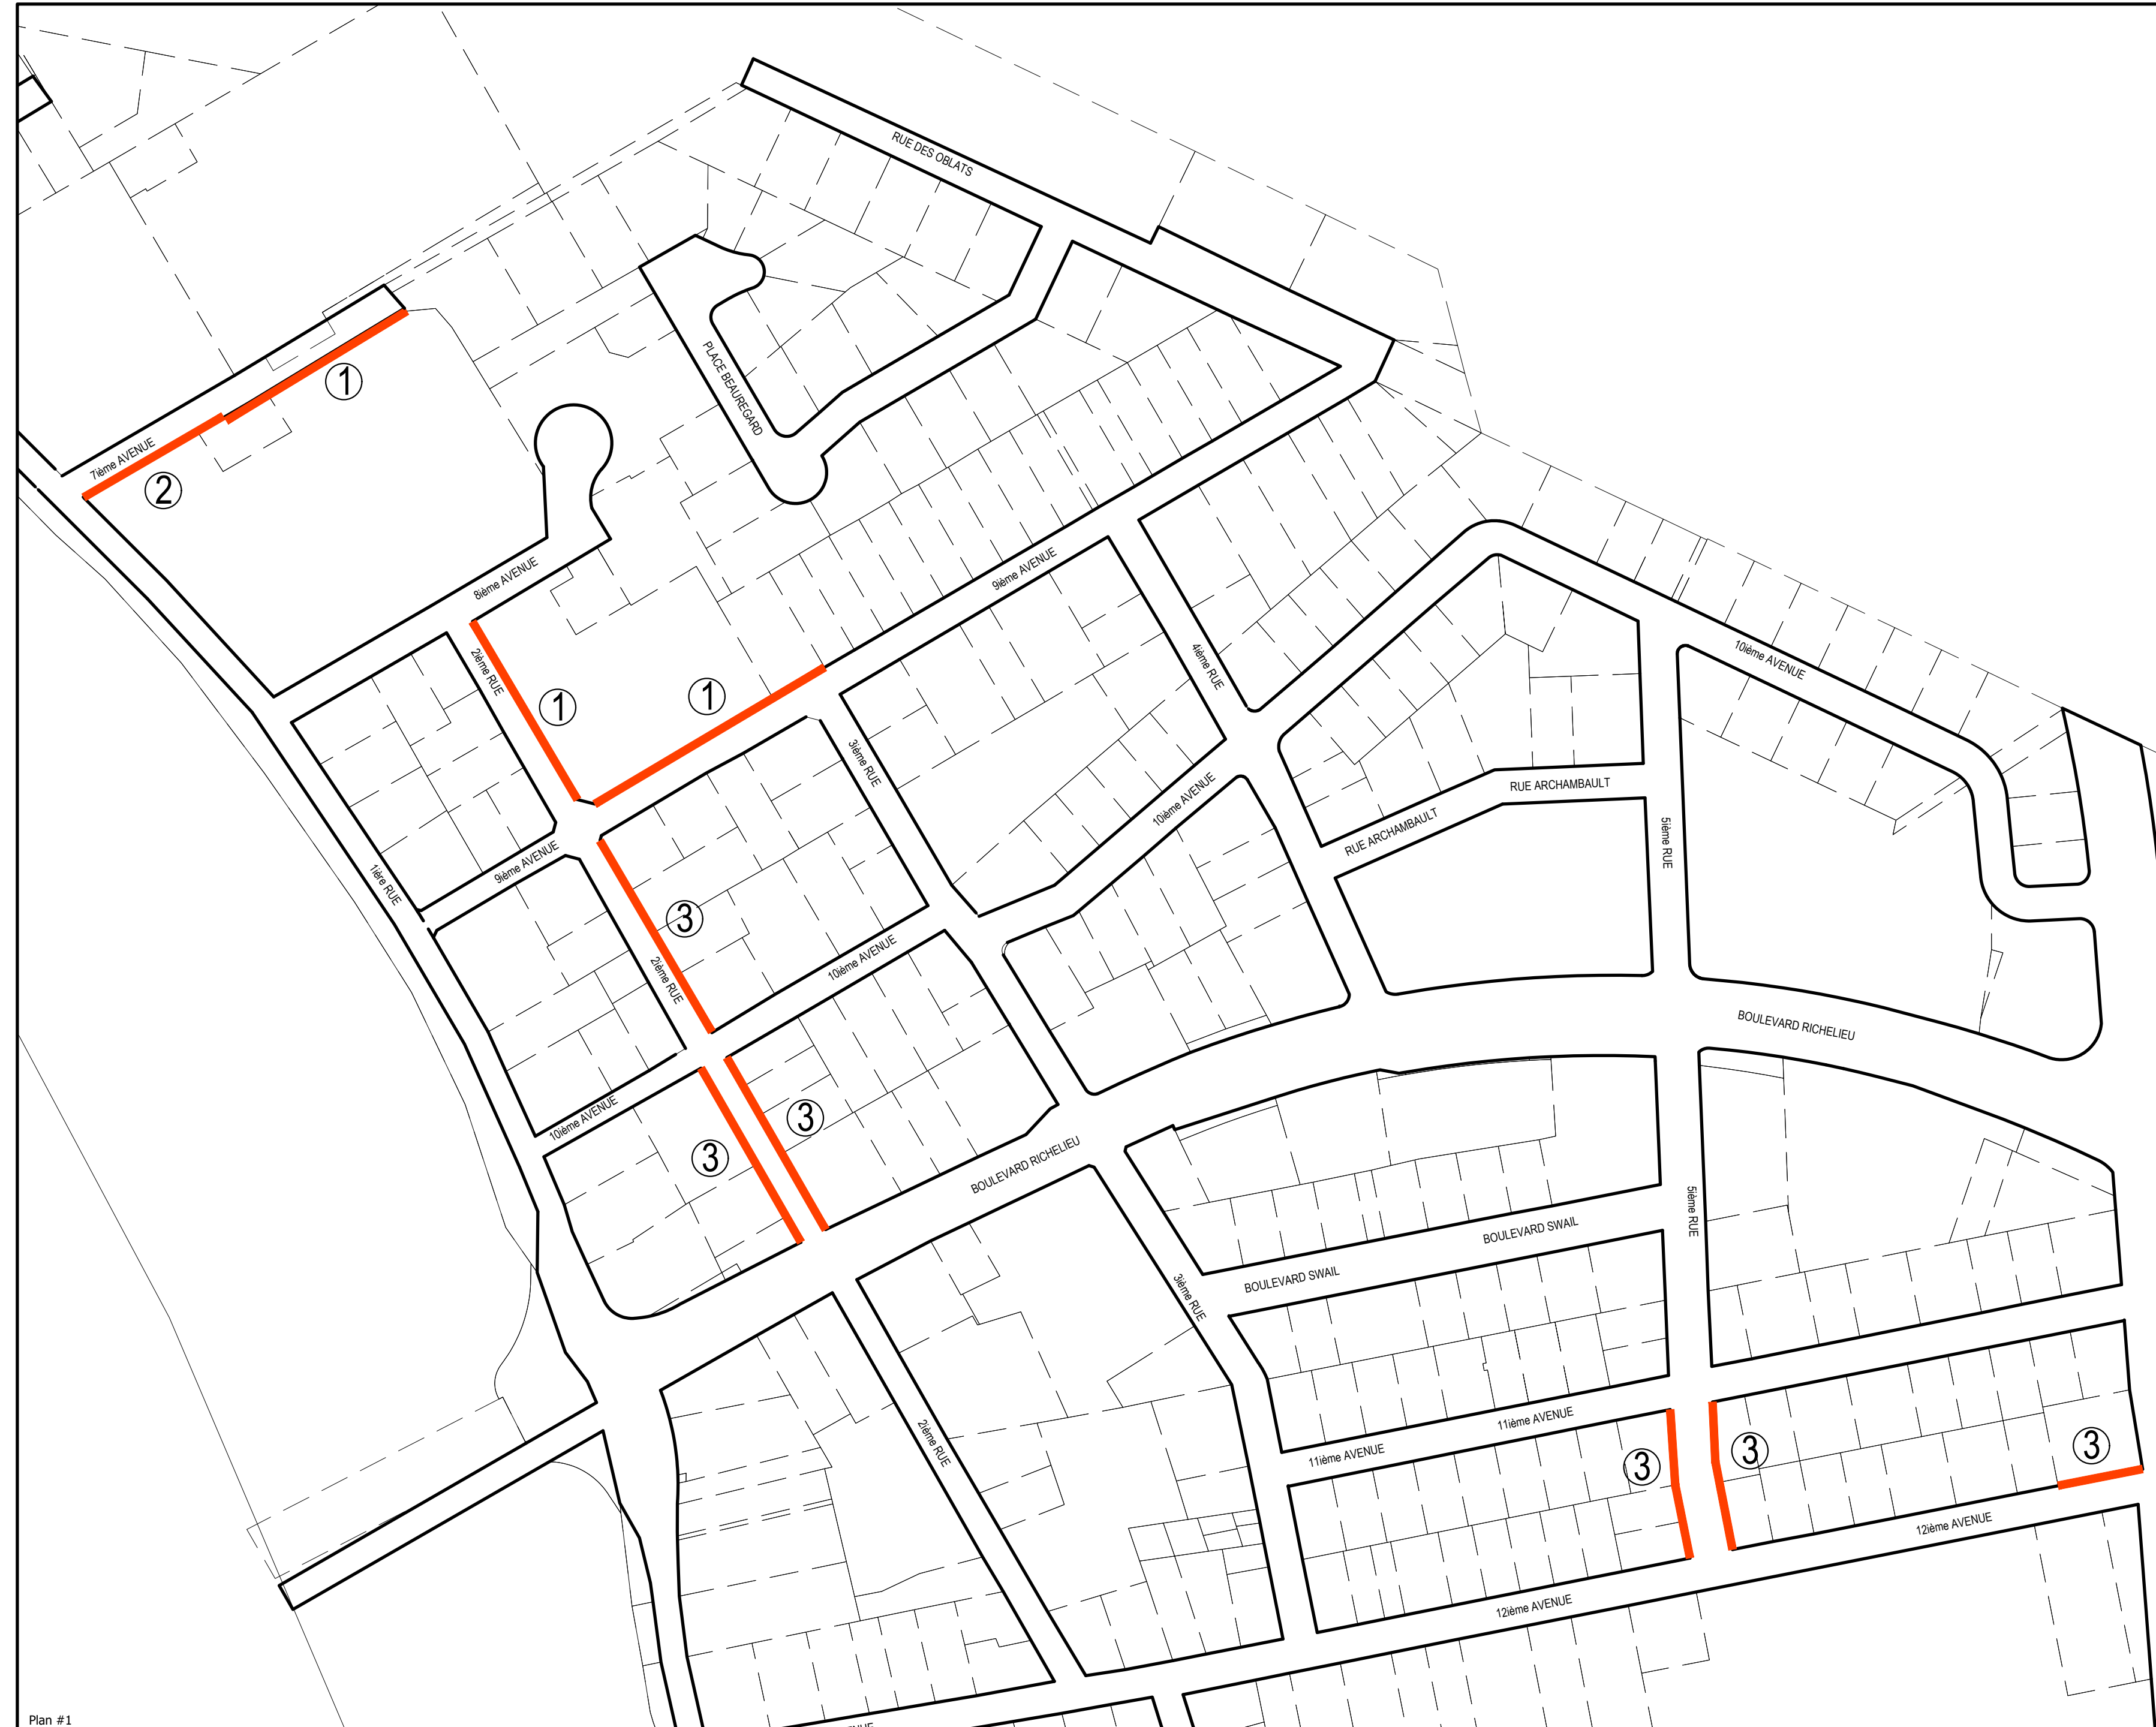 RUE DES OBLATS
PLACE BEAUREGARD
1
7ième AVENUE
2
8ième AVENUE
9ième AVENUE
2ième RUE
1
1
4ième RUE
10ième AVENUE
3ième RUE
10ième AVENUE
RUE ARCHAMBAULT
RUE ARCHAMBAULT
5ième RUE
9ième AVENUE
1ière RUE
3
10ième AVENUE
2ième RUE
BOULEVARD RICHELIEU
10ième AVENUE
3
3
BOULEVARD RICHELIEU
5ième RUE
BOULEVARD SWAIL
BOULEVARD SWAIL
3ième RUE
11ième AVENUE
11ième AVENUE
2ième RUE
3
3
3
12ième AVENUE
12ième AVENUE
Plan #1